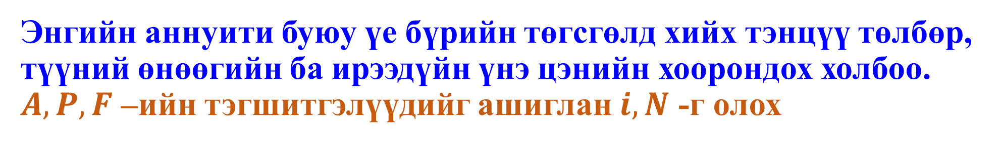 Энгийн аннуити буюу үе бүрийн төгсгөлд хийх тэнцүү төлбөр,
түүний өнөөгийн ба ирээдүйн үнэ цэнийн хоорондох холбоо.
A, P, F –ийн тэгшитгэлүүдийг ашиглан i, N -г олох